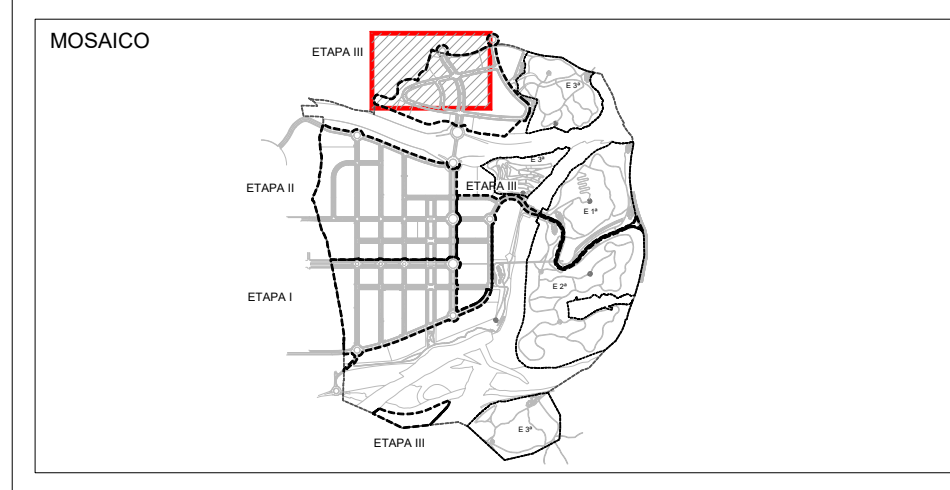 MOSAICO
ETAPA III
E 3ª
E 3ª
ETAPA II
ETAPA III
E 1ª
E 2ª
ETAPA I
E 3ª
ETAPA III